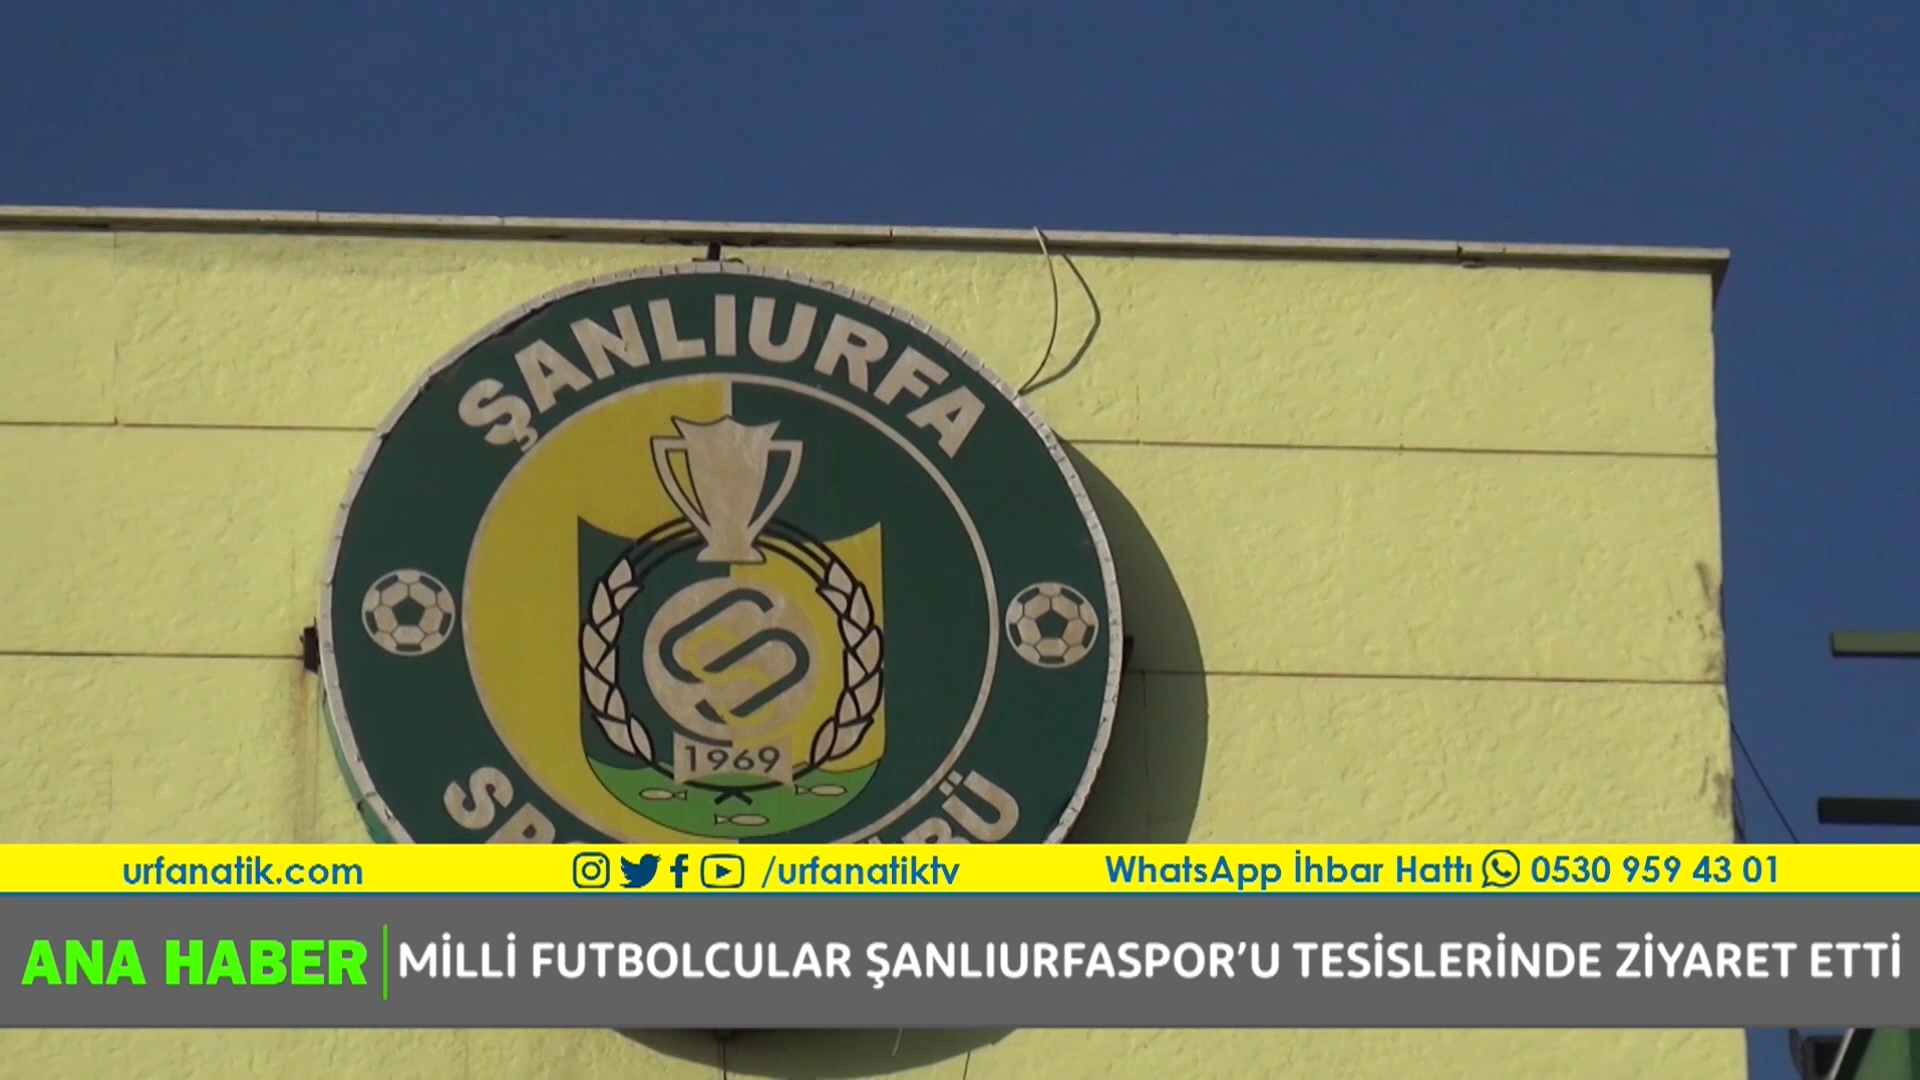 ŞANLIURFA
1969
urfanatik.com /urfanatiktv WhatsApp İhbar Hattı 0530 959 43 01
ANA HABER MİLLİ FUTBOLCULAR ŞANLIURFASPOR’U TESİSLERİNDE ZİYARET ETTİ